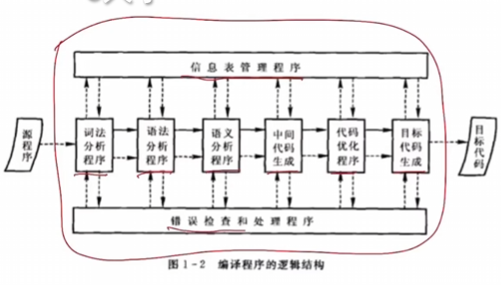 信息表管理程序
源程序
词法分析程序
语法分析程序
语义分析程序
中间代码生成
代码优化程序
目标代码生成
目标代码
错误检查和处理程序
图1-2 编译程序的逻辑结构